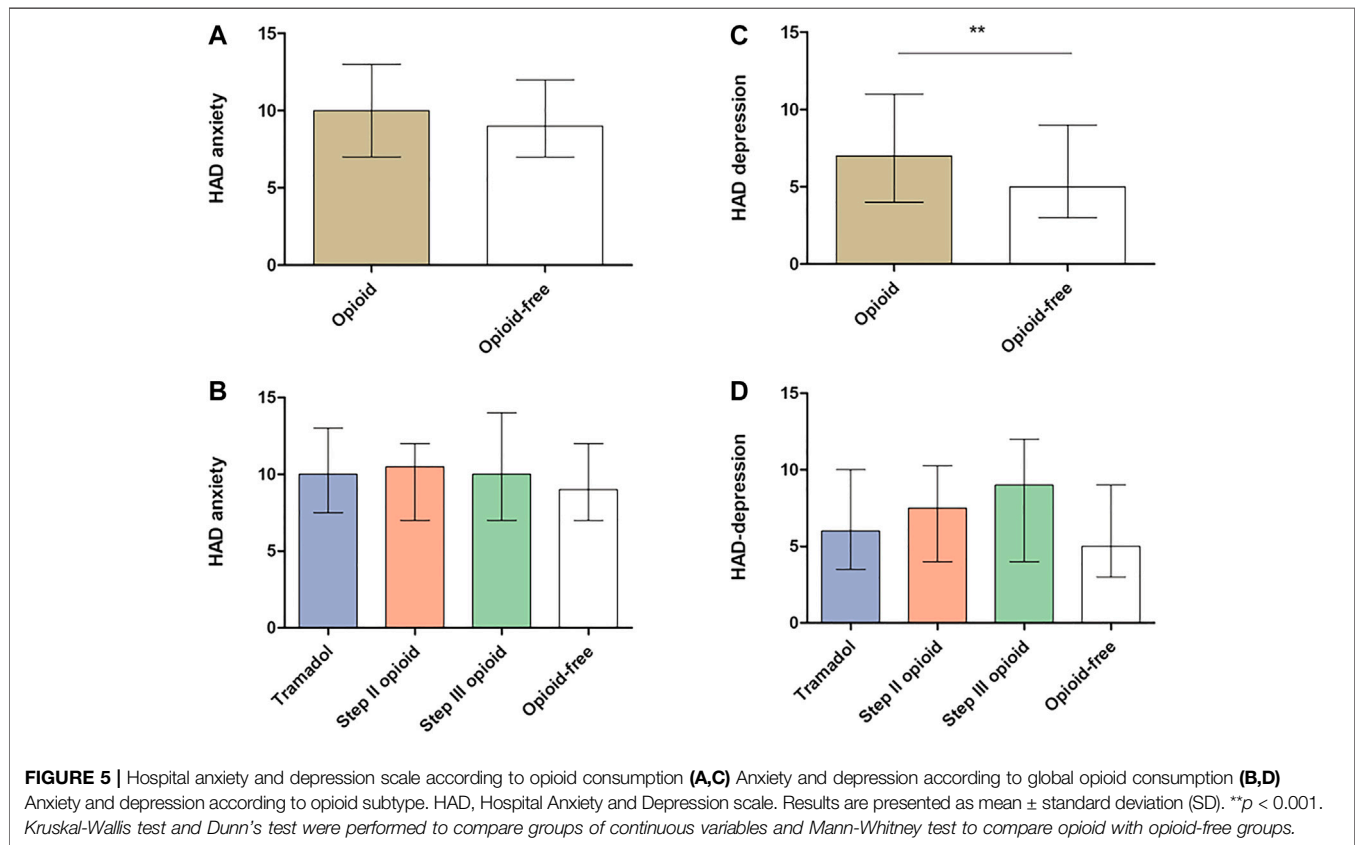 A
15
10
5
0
HAD anxiety
Opioid
Opioid-free
C
**
15
10
5
0
HAD depression
Opioid
Opioid-free
B
15
10
5
0
HAD anxiety
Tramadol
Step II opioid
Step III opioid
Opioid-free
D
15
10
5
0
HAD-depression
Tramadol
Step II opioid
Step III opioid
Opioid-free
FIGURE 5 | Hospital anxiety and depression scale according to opioid consumption (A,C) Anxiety and depression according to global opioid consumption (B,D)
Anxiety and depression according to opioid subtype. HAD, Hospital Anxiety and Depression scale. Results are presented as mean ± standard deviation (SD). **p < 0.001.
Kruskal-Wallis test and Dunn's test were performed to compare groups of continuous variables and Mann-Whitney test to compare opioid with opioid-free groups.